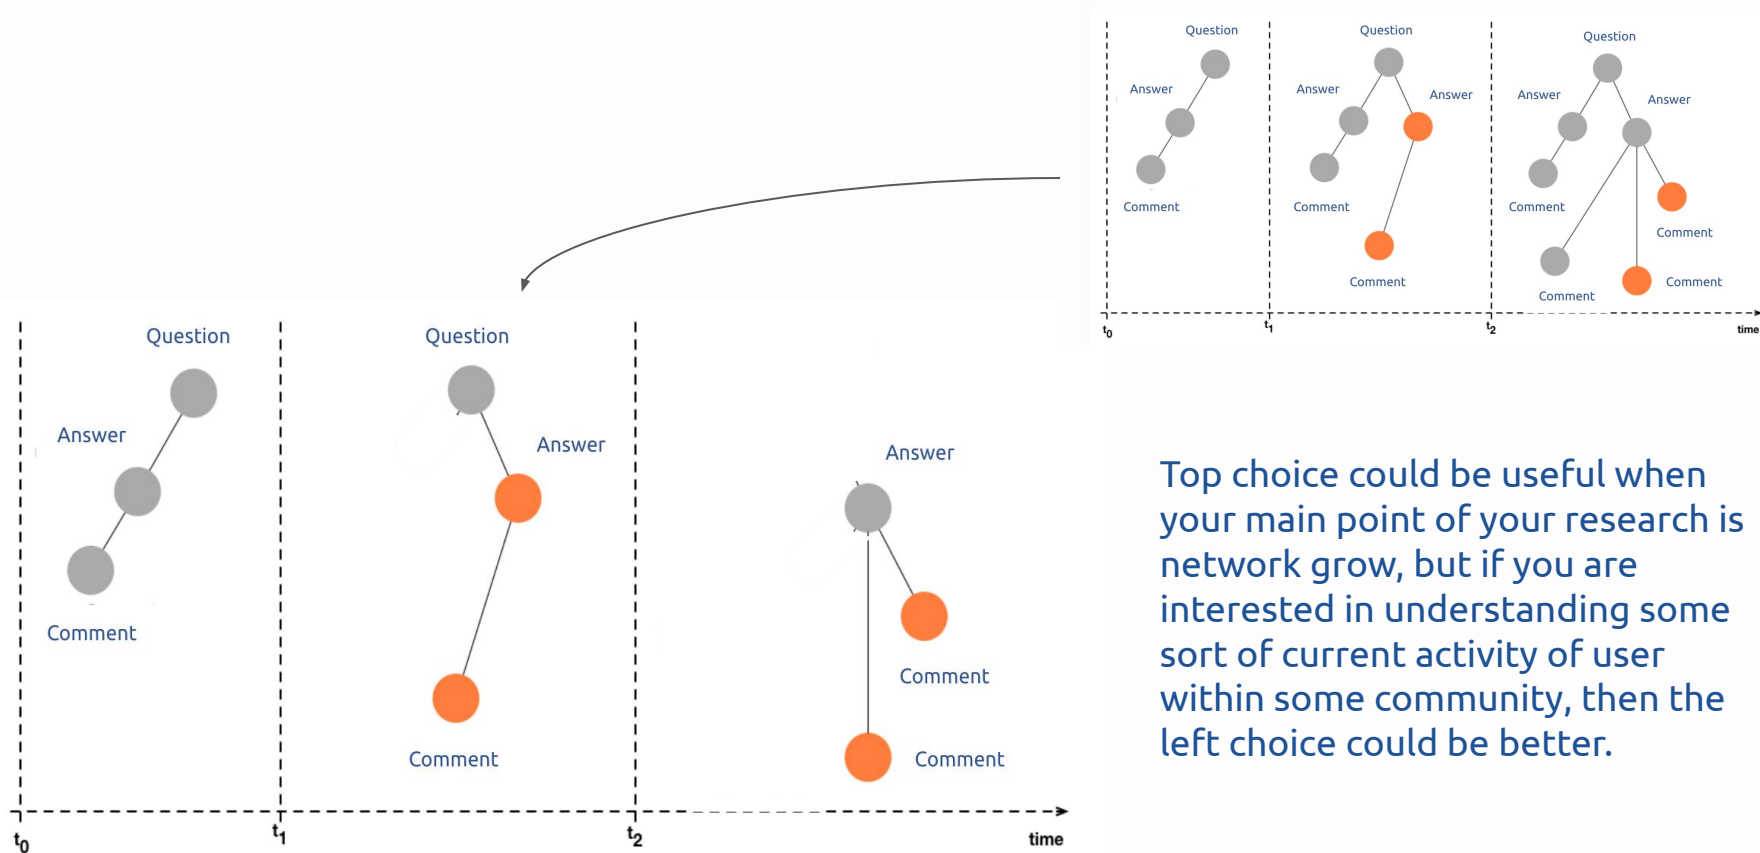 Question
Question
Question
Answer
Answer
Answer
Answer
Answer
Comment
Comment
Comment
Comment
Comment
Comment
Comment
t0
t1
t2
time
Question
Question
Answer
Answer
Answer
Comment
Comment
Comment
Comment
t0
t1
t2
time
Top choice could be useful when
your main point of your research is
network grow, but if you are
interested in understanding some
sort of current activity of user
within some community, then the
left choice could be better.